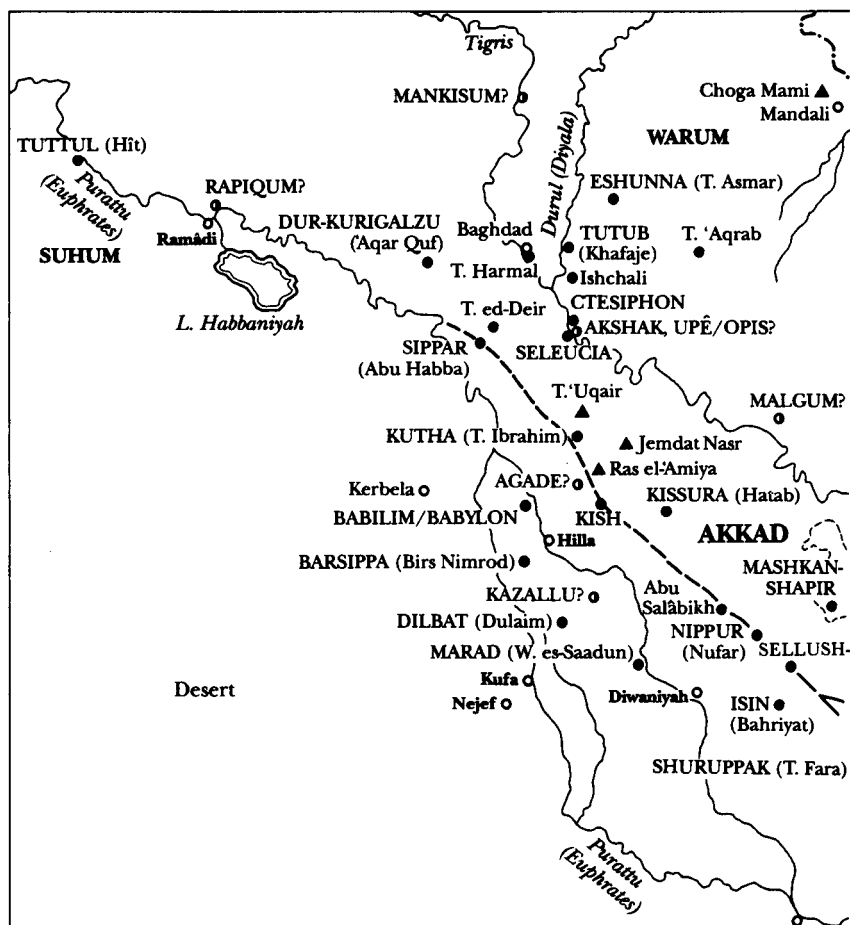 Tigris
MANKISUM?
Choga Mami
Mandali
WARUM
TUTTUL (Hît)
Purattu
(Euphrates)
Durul (Diyala)
ESHUNNA (T. Asmar)
RAPIQUM?
Ramâdi
SUHUM
DUR-KURIGALZU
('Aqar Quf)
Baghdad
T. Harmal
TUTUB
(Khafaje)
T. 'Aqrab
Ishchali
L. Habbaniyah
CTESIPHON
T. ed-Deir
AKSHAK, UPÊ/OPIS?
SIPPAR
(Abu Habba)
SELEUCIA
T.'Uqair
MALGUM?
KUTHA (T. Ibrahim)
Jemdat Nasr
Ras el-'Amiya
Kerbela
AGADE?
KISSURA (Hatab)
BABILIM/BABYLON
KISH
AKKAD
Hilla
BARSIPPA (Birs Nimrod)
MASHKAN-
SHAPIR
KAZALLU?
Abu
Salâbikh
DILBAT (Dulaim)
NIPPUR
(Nufar)
MARAD (W. es-Saadun)
SELLUSH-
Desert
Kufa
Nejef
Diwaniyah
ISIN
(Bahriyat)
SHURUPPAK (T. Fara)
Purattu
(Euphrates)